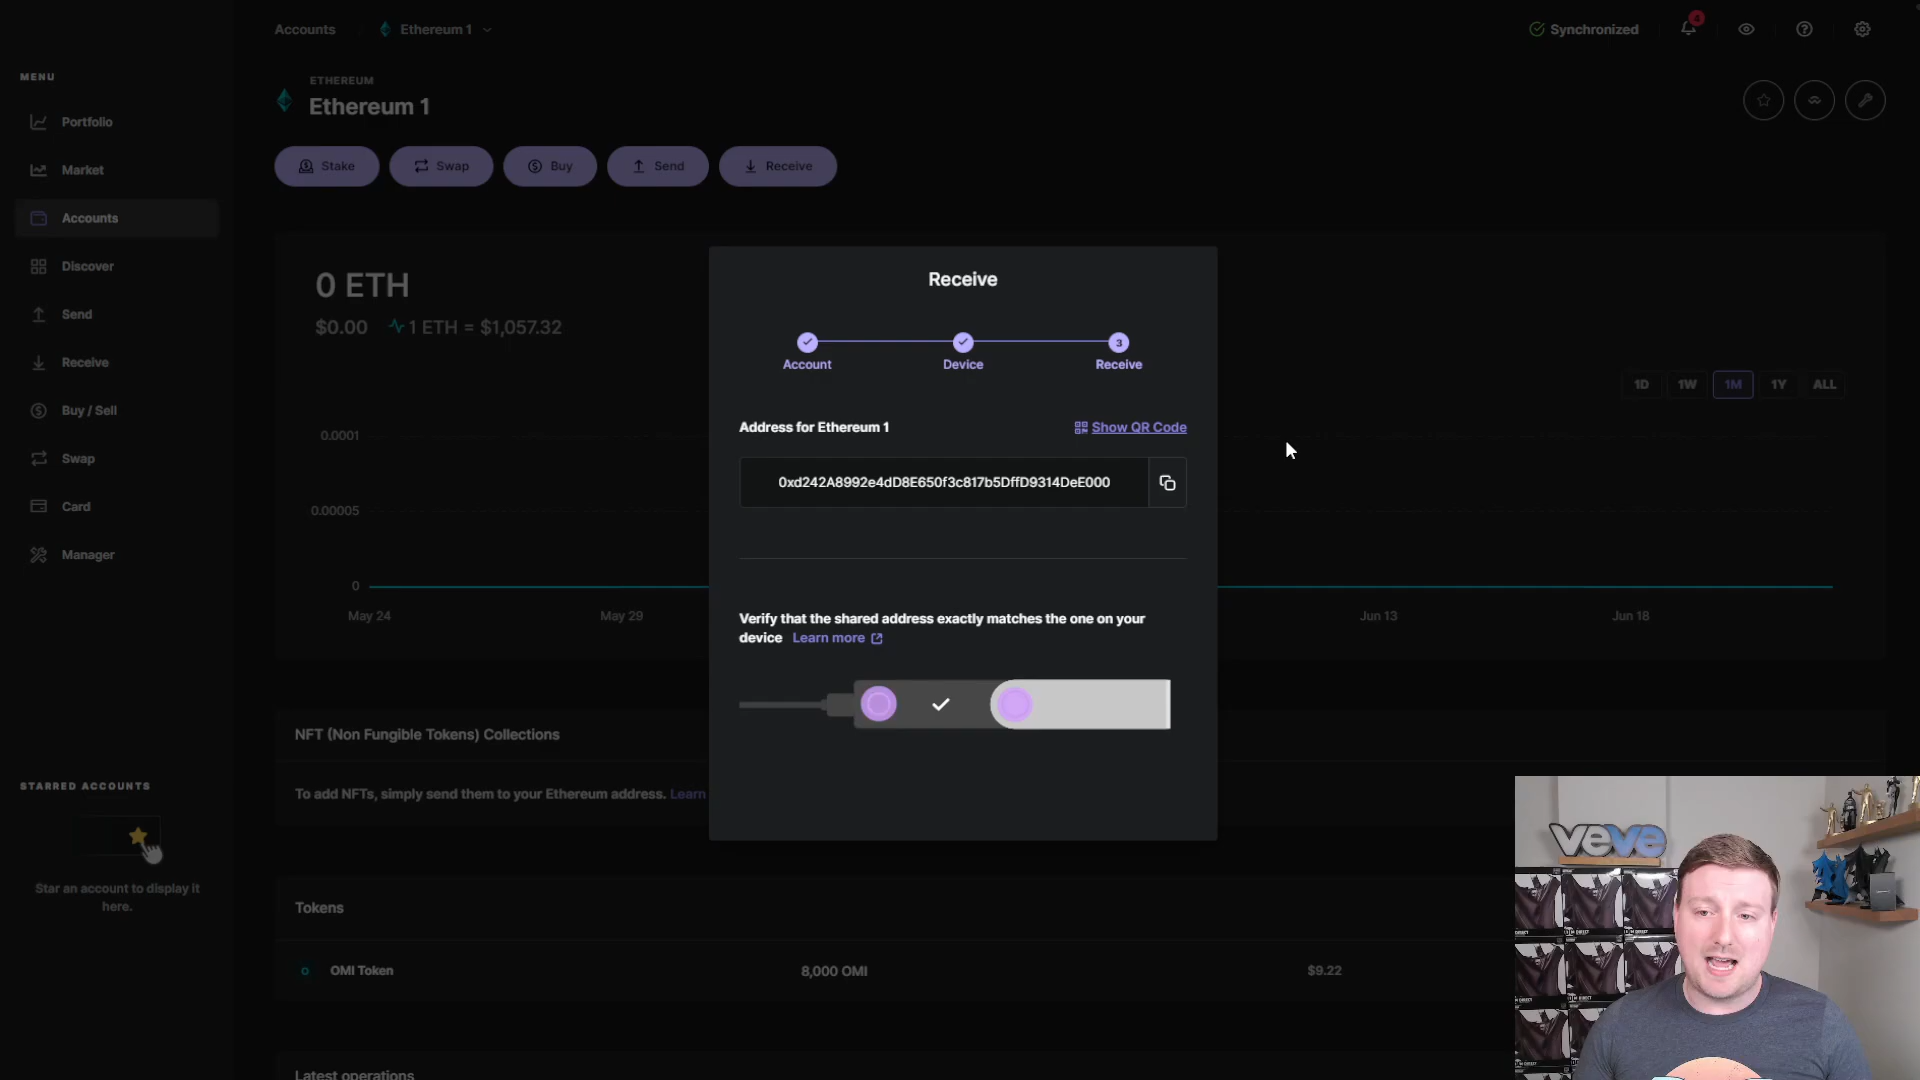 Accounts
Ethereum 1
Synchronized
4
MENU
Portfolio
Market
Accounts
Discover
Send
Receive
Buy / Sell
Swap
Card
Manager
STARRED ACCOUNTS
Star an account to display it
here.
ETHEREUM
Ethereum 1
Stake
Swap
Buy
Send
Receive
0 ETH
$0.00
1 ETH = $1,057.32
1D
1W
1M
1Y
ALL
0.0001
0.00005
0
May 24
May 29
Jun 13
Jun 18
Receive
3
Account
Device
Receive
Address for Ethereum 1
Show QR Code
0xd242A8992e4dD8E650f3c817b5DffD9314DeE000
Verify that the shared address exactly matches the one on your
device Learn more
NFT (Non Fungible Tokens) Collections
To add NFTs, simply send them to your Ethereum address. Learn
Tokens
OMI Token
8,000 OMI
$9.22
Latest operations
veve